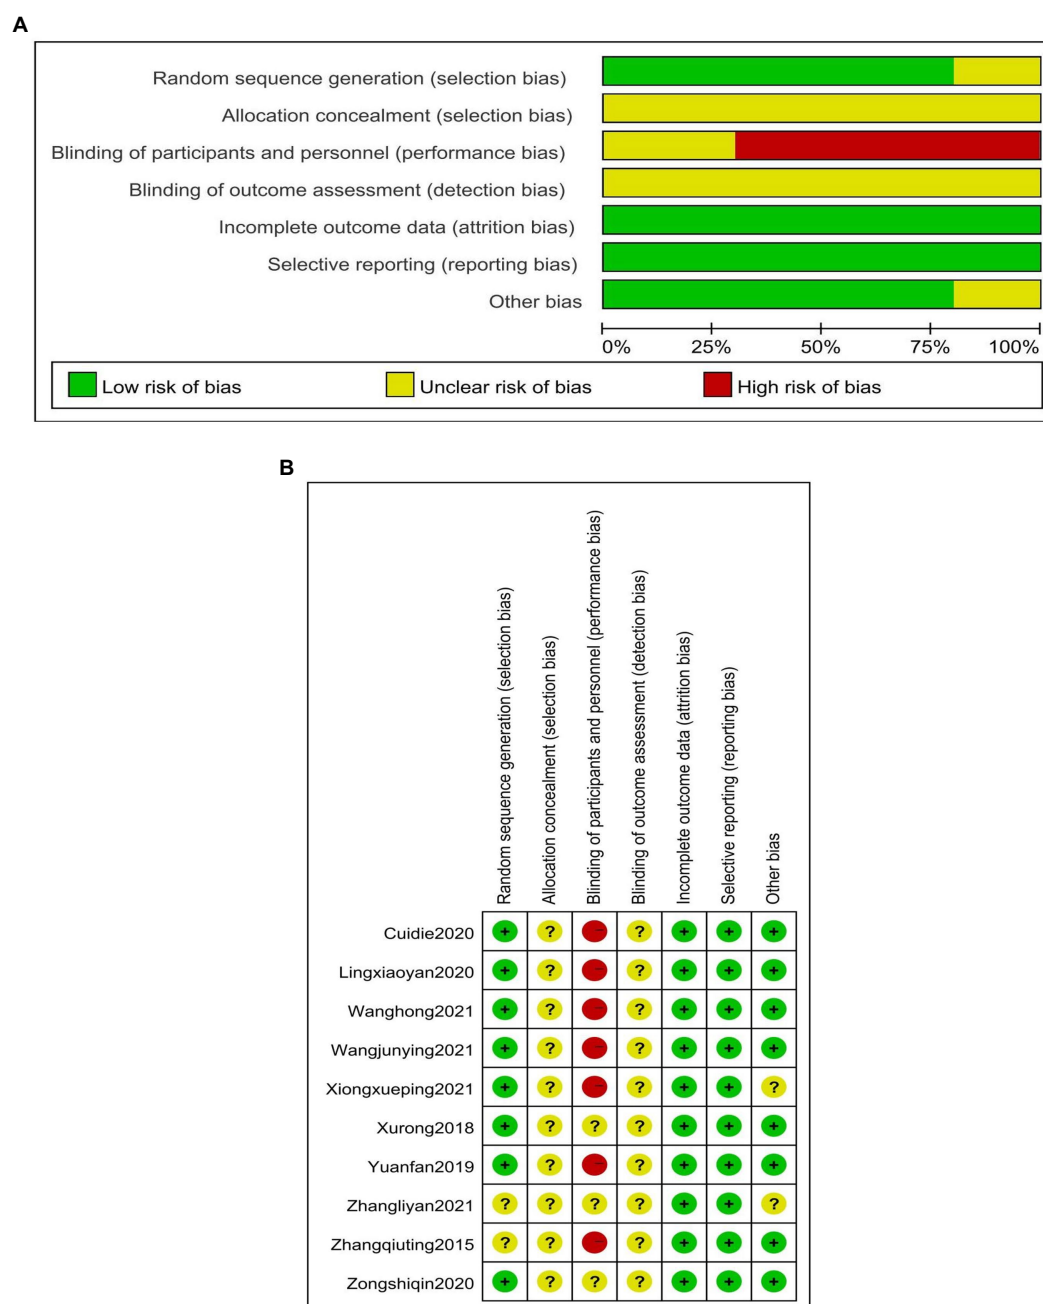 A
Random sequence generation (selection bias)
Allocation concealment (selection bias)
Blinding of participants and personnel (performance bias)
Blinding of outcome assessment (detection bias)
Incomplete outcome data (attrition bias)
Selective reporting (reporting bias)
Other bias
0% 25% 50% 75% 100%
Low risk of bias Unclear risk of bias High risk of bias
B
Random sequence generation (selection bias)
Allocation concealment (selection bias)
Blinding of participants and personnel (performance bias)
Blinding of outcome assessment (detection bias)
Incomplete outcome data (attrition bias)
Selective reporting (reporting bias)
Other bias
Cuidie2020 + ? - ? + + +
Lingxiaoyan2020 + ? - ? + + +
Wanghong2021 + ? - ? + + +
Wangjunying2021 + ? - ? + + +
Xiongxueping2021 + ? - ? + + ?
Xurong2018 + ? ? ? + + +
Yuanfan2019 + ? - ? + + +
Zhangliyan2021 ? ? ? ? + + ?
Zhangqiuting2015 ? ? - ? + + +
Zongshiqin2020 + ? ? ? + + +